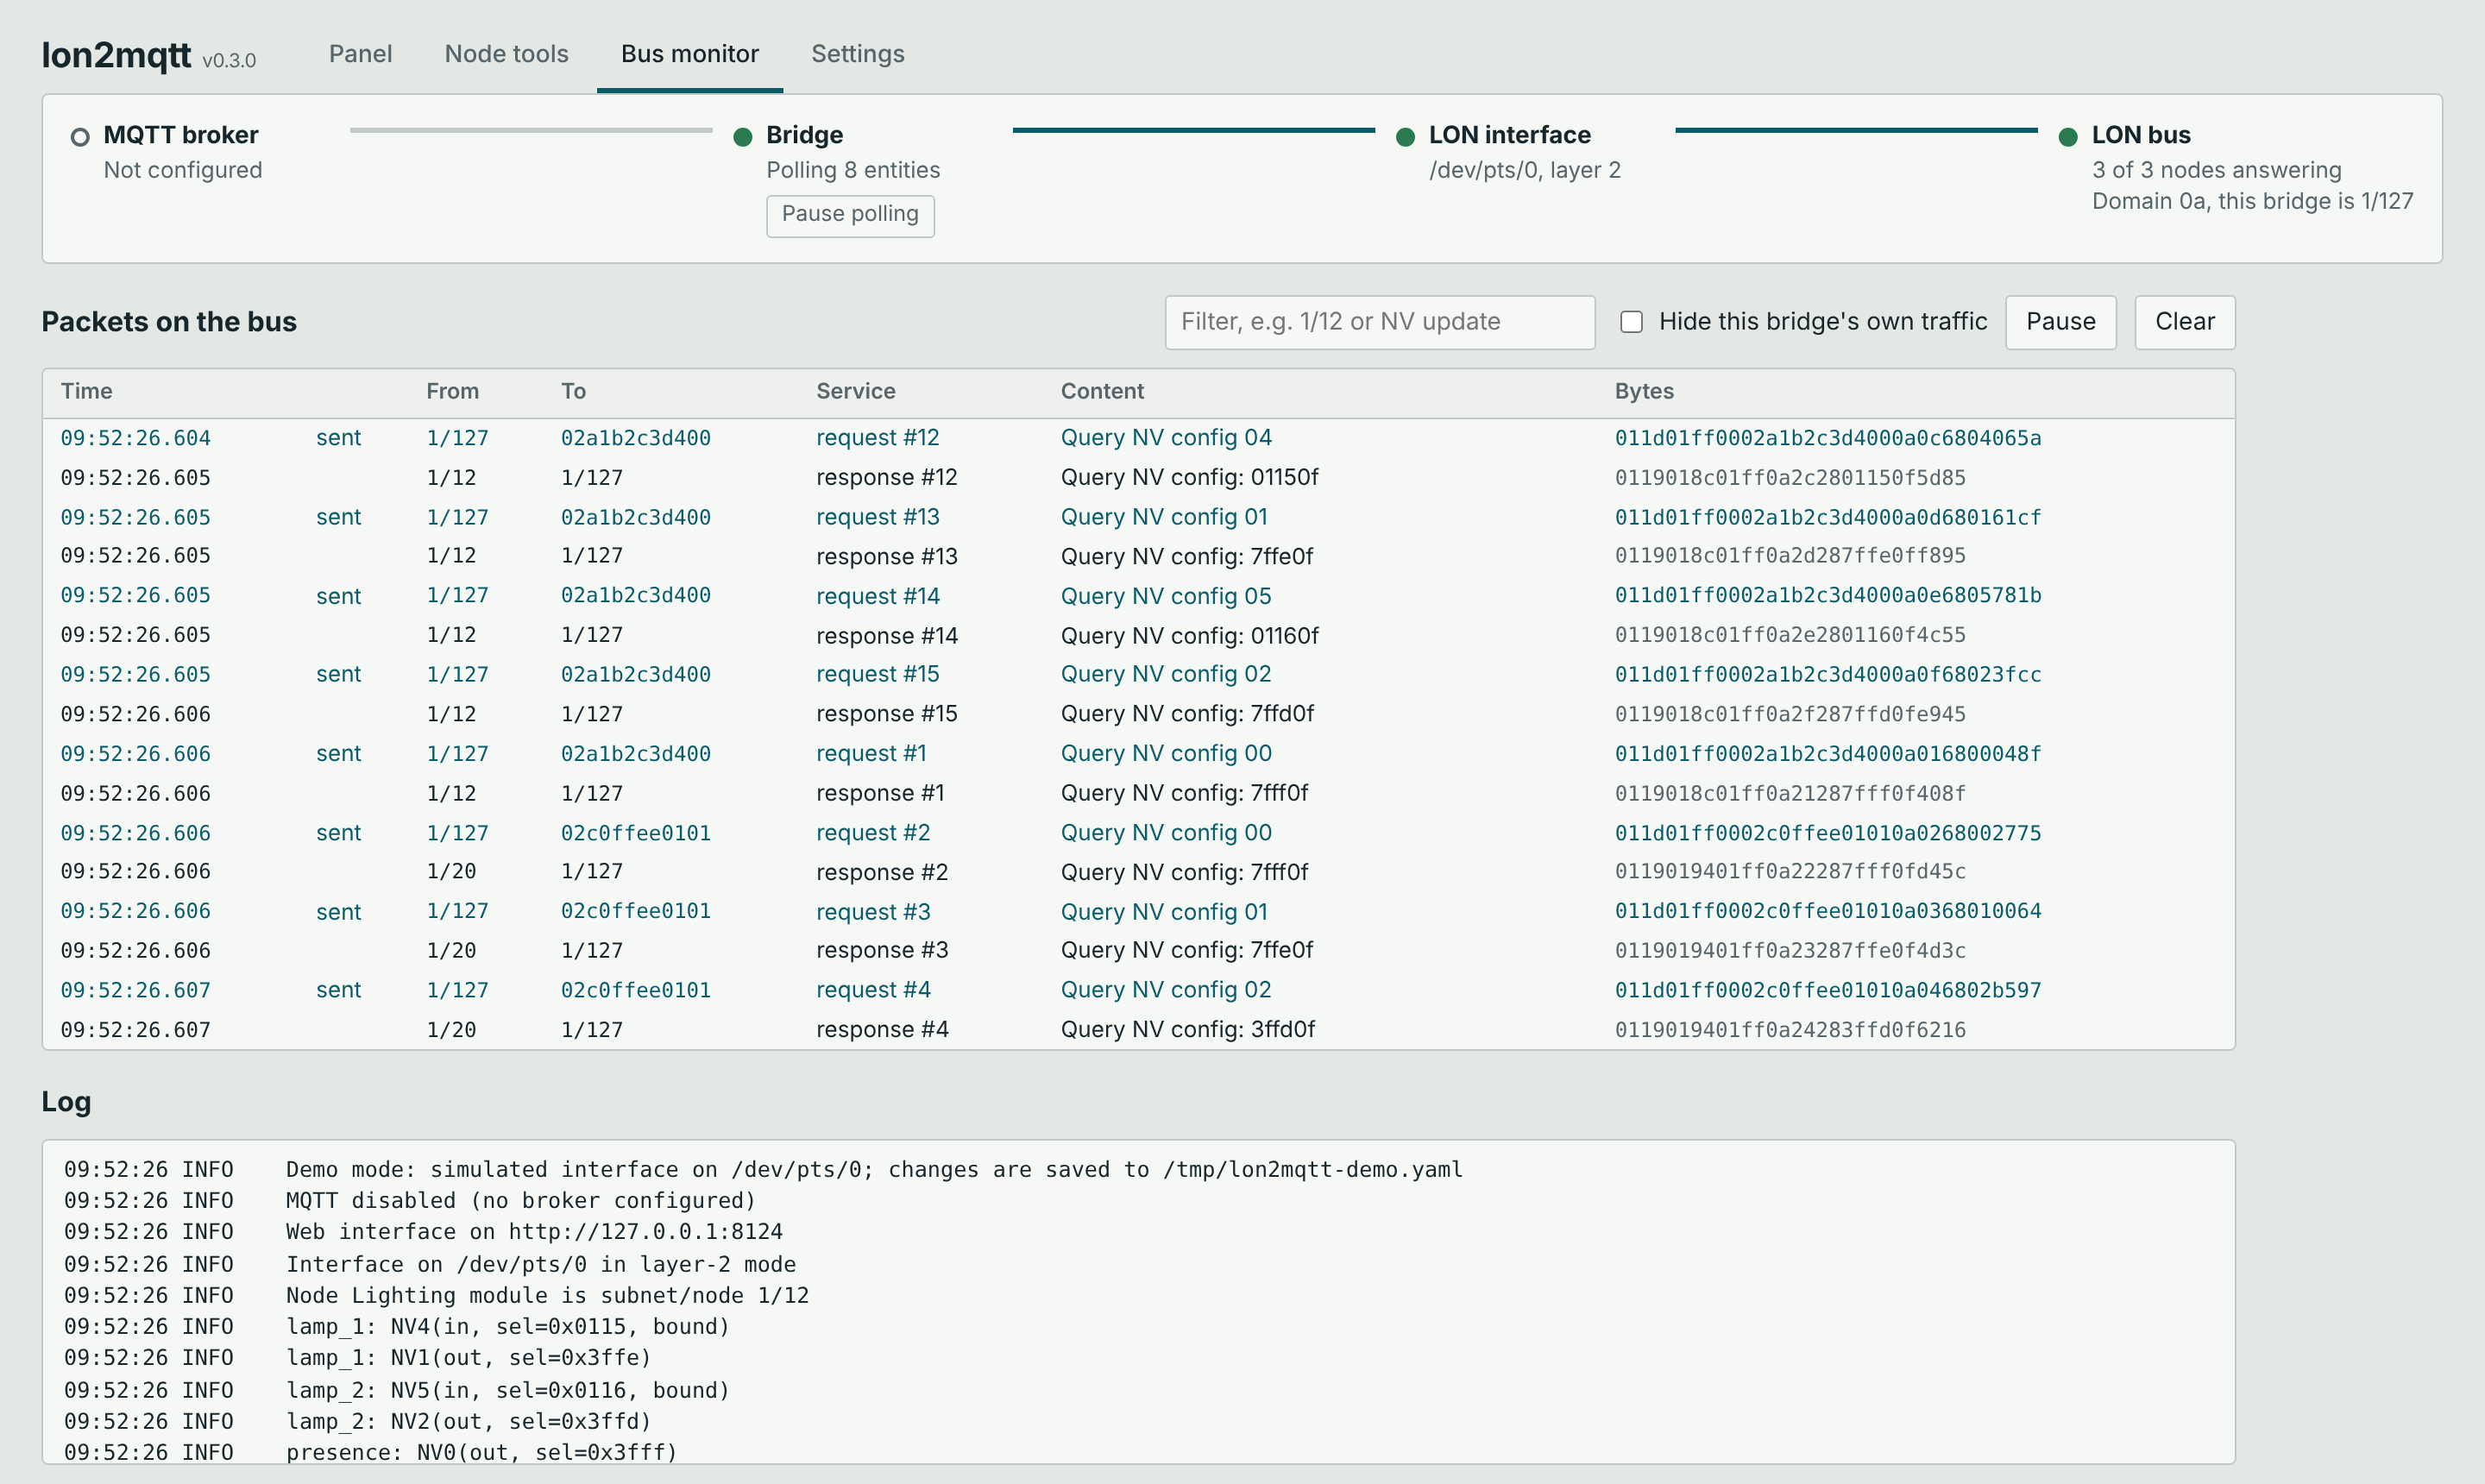 lon2mqtt v0.3.0 Panel Node tools Bus monitor Settings
MQTT broker Bridge LON interface LON bus
Not configured Polling 8 entities /dev/pts/0, layer 2 3 of 3 nodes answering
Domain 0a, this bridge is 1/127
Pause polling
Packets on the bus Filter, e.g. 1/12 or NV update Hide this bridge's own traffic Pause Clear
Time From To Service Content Bytes
09:52:26.604 sent 1/127 02a1b2c3d400 request #12 Query NV config 04 011d01ff0002a1b2c3d4000a0c6804065a
09:52:26.605 1/12 1/127 response #12 Query NV config: 01150f 0119018c01ff0a2c2801150f5d85
09:52:26.605 sent 1/127 02a1b2c3d400 request #13 Query NV config 01 011d01ff0002a1b2c3d4000a0d680161cf
09:52:26.605 1/12 1/127 response #13 Query NV config: 7ffe0f 0119018c01ff0a2d287ffe0ff895
09:52:26.605 sent 1/127 02a1b2c3d400 request #14 Query NV config 05 011d01ff0002a1b2c3d4000a0e6805781b
09:52:26.605 1/12 1/127 response #14 Query NV config: 01160f 0119018c01ff0a2e2801160f4c55
09:52:26.605 sent 1/127 02a1b2c3d400 request #15 Query NV config 02 011d01ff0002a1b2c3d4000a0f68023fcc
09:52:26.606 1/12 1/127 response #15 Query NV config: 7ffd0f 0119018c01ff0a2f287ffd0fe945
09:52:26.606 sent 1/127 02a1b2c3d400 request #1 Query NV config 00 011d01ff0002a1b2c3d4000a016800048f
09:52:26.606 1/12 1/127 response #1 Query NV config: 7fff0f 0119018c01ff0a21287fff0f408f
09:52:26.606 sent 1/127 02c0ffee0101 request #2 Query NV config 00 011d01ff0002c0ffee01010a0268002775
09:52:26.606 1/20 1/127 response #2 Query NV config: 7fff0f 0119019401ff0a22287fff0fd45c
09:52:26.606 sent 1/127 02c0ffee0101 request #3 Query NV config 01 011d01ff0002c0ffee01010a0368010064
09:52:26.606 1/20 1/127 response #3 Query NV config: 7ffe0f 0119019401ff0a23287ffe0f4d3c
09:52:26.607 sent 1/127 02c0ffee0101 request #4 Query NV config 02 011d01ff0002c0ffee01010a046802b597
09:52:26.607 1/20 1/127 response #4 Query NV config: 3ffd0f 0119019401ff0a24283ffd0f6216
Log
09:52:26 INFO Demo mode: simulated interface on /dev/pts/0; changes are saved to /tmp/lon2mqtt-demo.yaml
09:52:26 INFO MQTT disabled (no broker configured)
09:52:26 INFO Web interface on http://127.0.0.1:8124
09:52:26 INFO Interface on /dev/pts/0 in layer-2 mode
09:52:26 INFO Node Lighting module is subnet/node 1/12
09:52:26 INFO lamp_1: NV4(in, sel=0x0115, bound)
09:52:26 INFO lamp_1: NV1(out, sel=0x3ffe)
09:52:26 INFO lamp_2: NV5(in, sel=0x0116, bound)
09:52:26 INFO lamp_2: NV2(out, sel=0x3ffd)
09:52:26 INFO presence: NV0(out, sel=0x3fff)